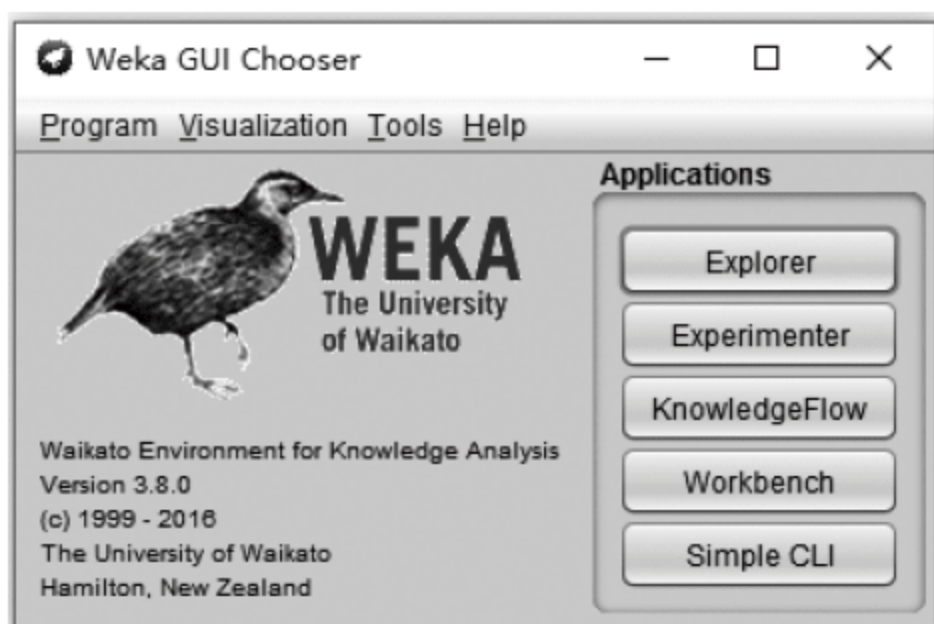 Weka GUI Chooser
Program Visualization Tools Help
WEKA
The University
of Waikato
Waikato Environment for Knowledge Analysis
Version 3.8.0
(c) 1999 - 2016
The University of Waikato
Hamilton, New Zealand
Applications
Explorer
Experimenter
KnowledgeFlow
Workbench
Simple CLI